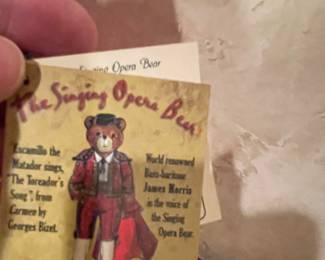 Singing Opera Bear
The Singing Opera Bear
Escamillo the
Matador sings,
"The Toreador's
Song", from
Carmen by
Georges Bizet.
World renowned
Bass-baritone
James Morris
is the voice of
the Singing
Opera Bear.